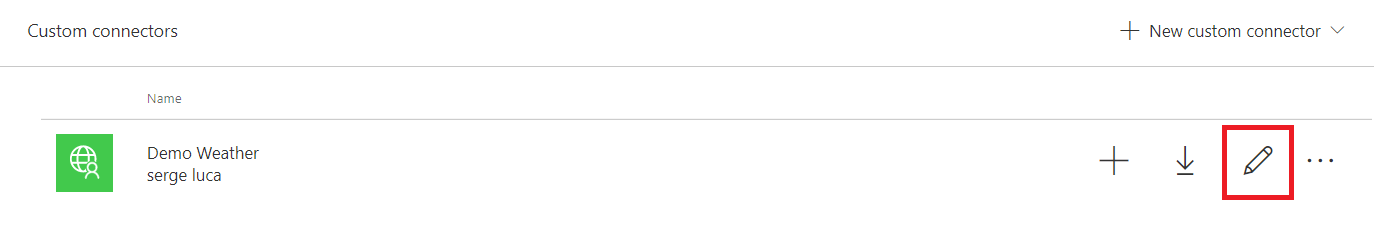 Custom connectors
New custom connector
Name
Demo Weather
serge luca